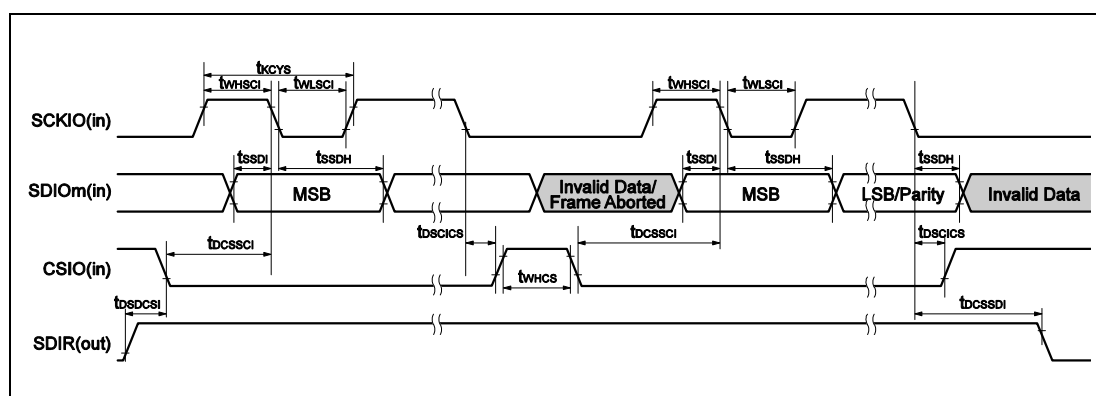 tKCYS
tWHSCI tWLSCI tWHSCI tWLSCI
SCKIO(in)
tSSDI tSSDH tSSDI tSSDH tSSDH
SDIOm(in) MSB Invalid Data/ Frame Aborted MSB LSB/Parity Invalid Data
tDCSSCI tDSCICS tDCSSCI tDSCICS
CSIO(in)
tWHCS
tDSDCSI tDCSSDI
SDIR(out)